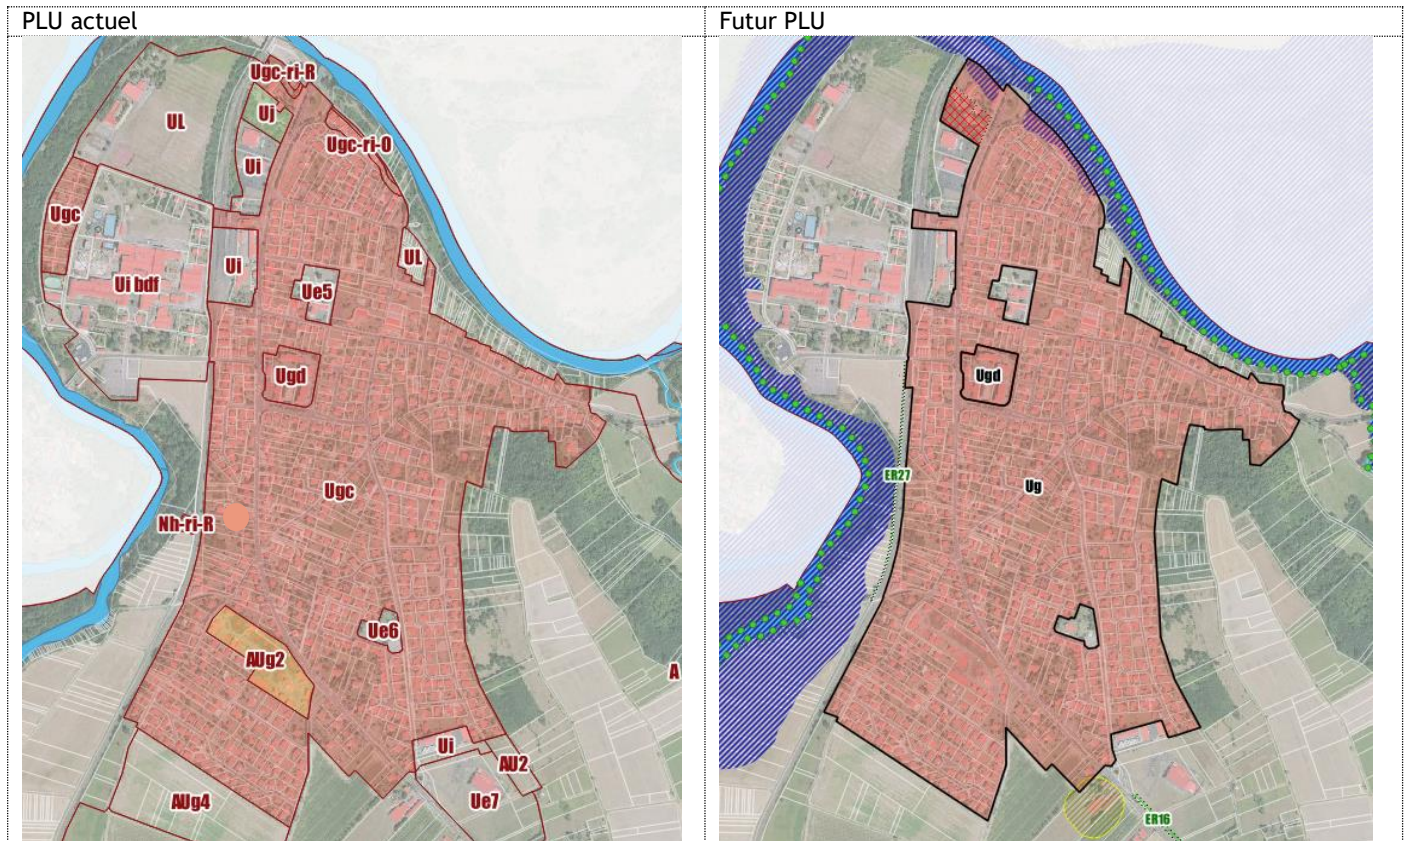 PLU actuel
Futur PLU
Ugc-ri-R
UL
Uj
Ugc-ri-O
Ui
Ugc
UL
Ui
Ui bdf
Ue5
Ugd
Ugc
Nh-ri-R
Ue6
AUg2
A
Ui
AU2
AUg4
Ue7
Ugd
ER27
Ug
ER16